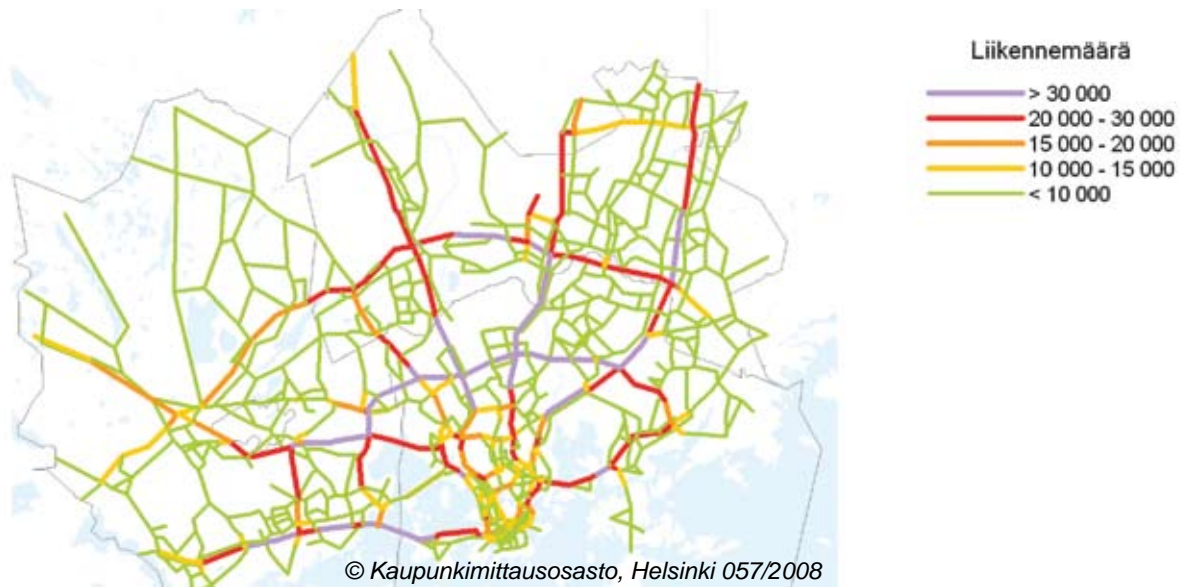 Liikennemäärä
> 30 000
20 000 - 30 000
15 000 - 20 000
10 000 - 15 000
< 10 000
© Kaupunkimittausosasto, Helsinki 057/2008